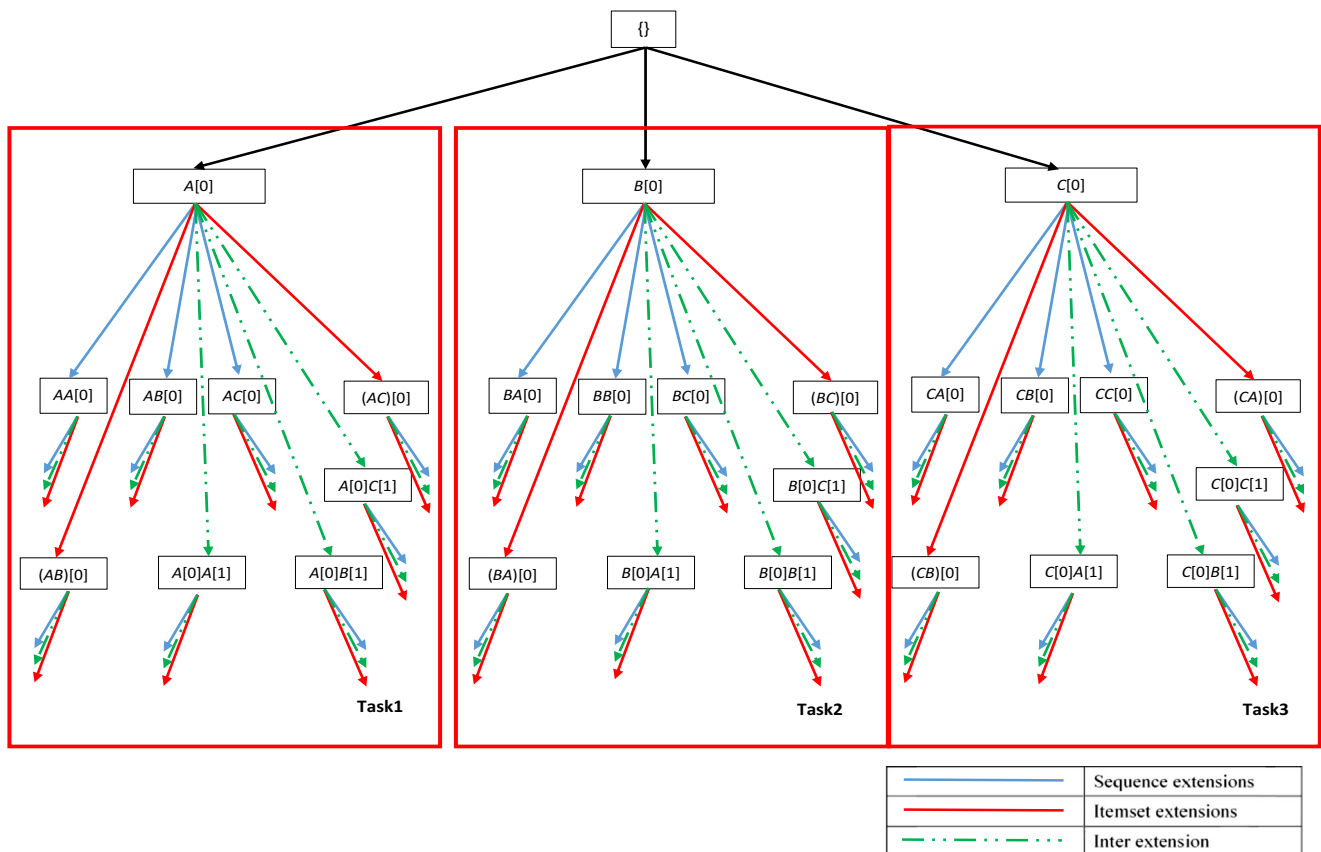 {}
A[0]
B[0]
C[0]
AA[0]
AB[0]
AC[0]
(AC)[0]
BA[0]
BB[0]
BC[0]
(BC)[0]
CA[0]
CB[0]
CC[0]
(CA)[0]
A[0]C[1]
B[0]C[1]
C[0]C[1]
(AB)[0]
A[0]A[1]
A[0]B[1]
(BA)[0]
B[0]A[1]
B[0]B[1]
(CB)[0]
C[0]A[1]
C[0]B[1]
Task1
Task2
Task3
Sequence extensions
Itemset extensions
Inter extension